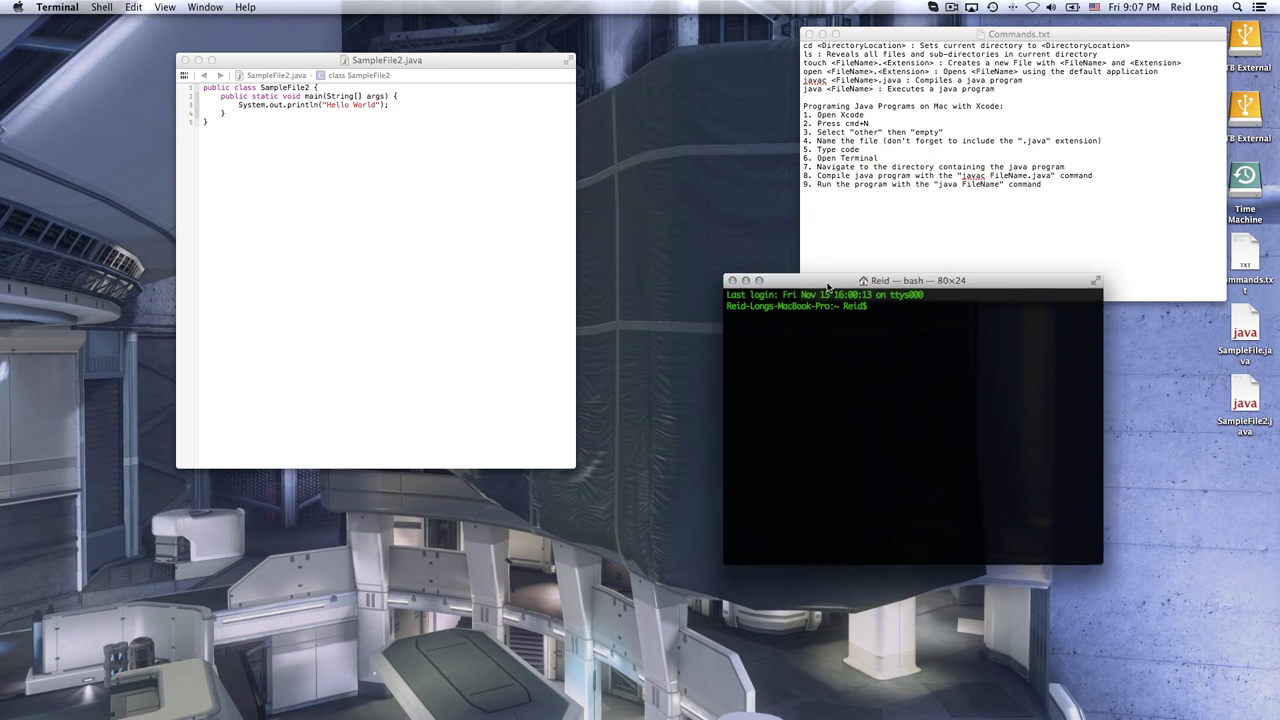 Terminal Shell Edit View Window Help
Fri 9:07 PM Reid Long
SampleFile2.java
SampleFile2.java class SampleFile2
1 public class SampleFile2 {
2 public static void main(String[] args) {
3 System.out.println("Hello World");
4 }
5 }
Commands.txt
cd <DirectoryLocation> : Sets current directory to <DirectoryLocation>
ls : Reveals all files and sub-directories in current directory
touch <FileName>.<Extension> : Creates a new File with <FileName> and <Extension>
open <FileName>.<Extension> : Opens <FileName> using the default application
javac <FileName>.java : Compiles a java program
java <FileName> : Executes a java program
Programing Java Programs on Mac with Xcode:
1. Open Xcode
2. Press cmd+N
3. Select "other" then "empty"
4. Name the file (don't forget to include the ".java" extension)
5. Type code
6. Open Terminal
7. Navigate to the directory containing the java program
8. Compile java program with the "javac FileName.java" command
9. Run the program with the "java FileName" command
Reid — bash — 80×24
Last login: Fri Nov 15 16:00:13 on ttys000
Reid-Longs-MacBook-Pro:~ Reid$
TB External
TB External
Time
Machine
TXT
mmands.tx
t
java
SampleFile.ja
va
java
SampleFile2.j
ava